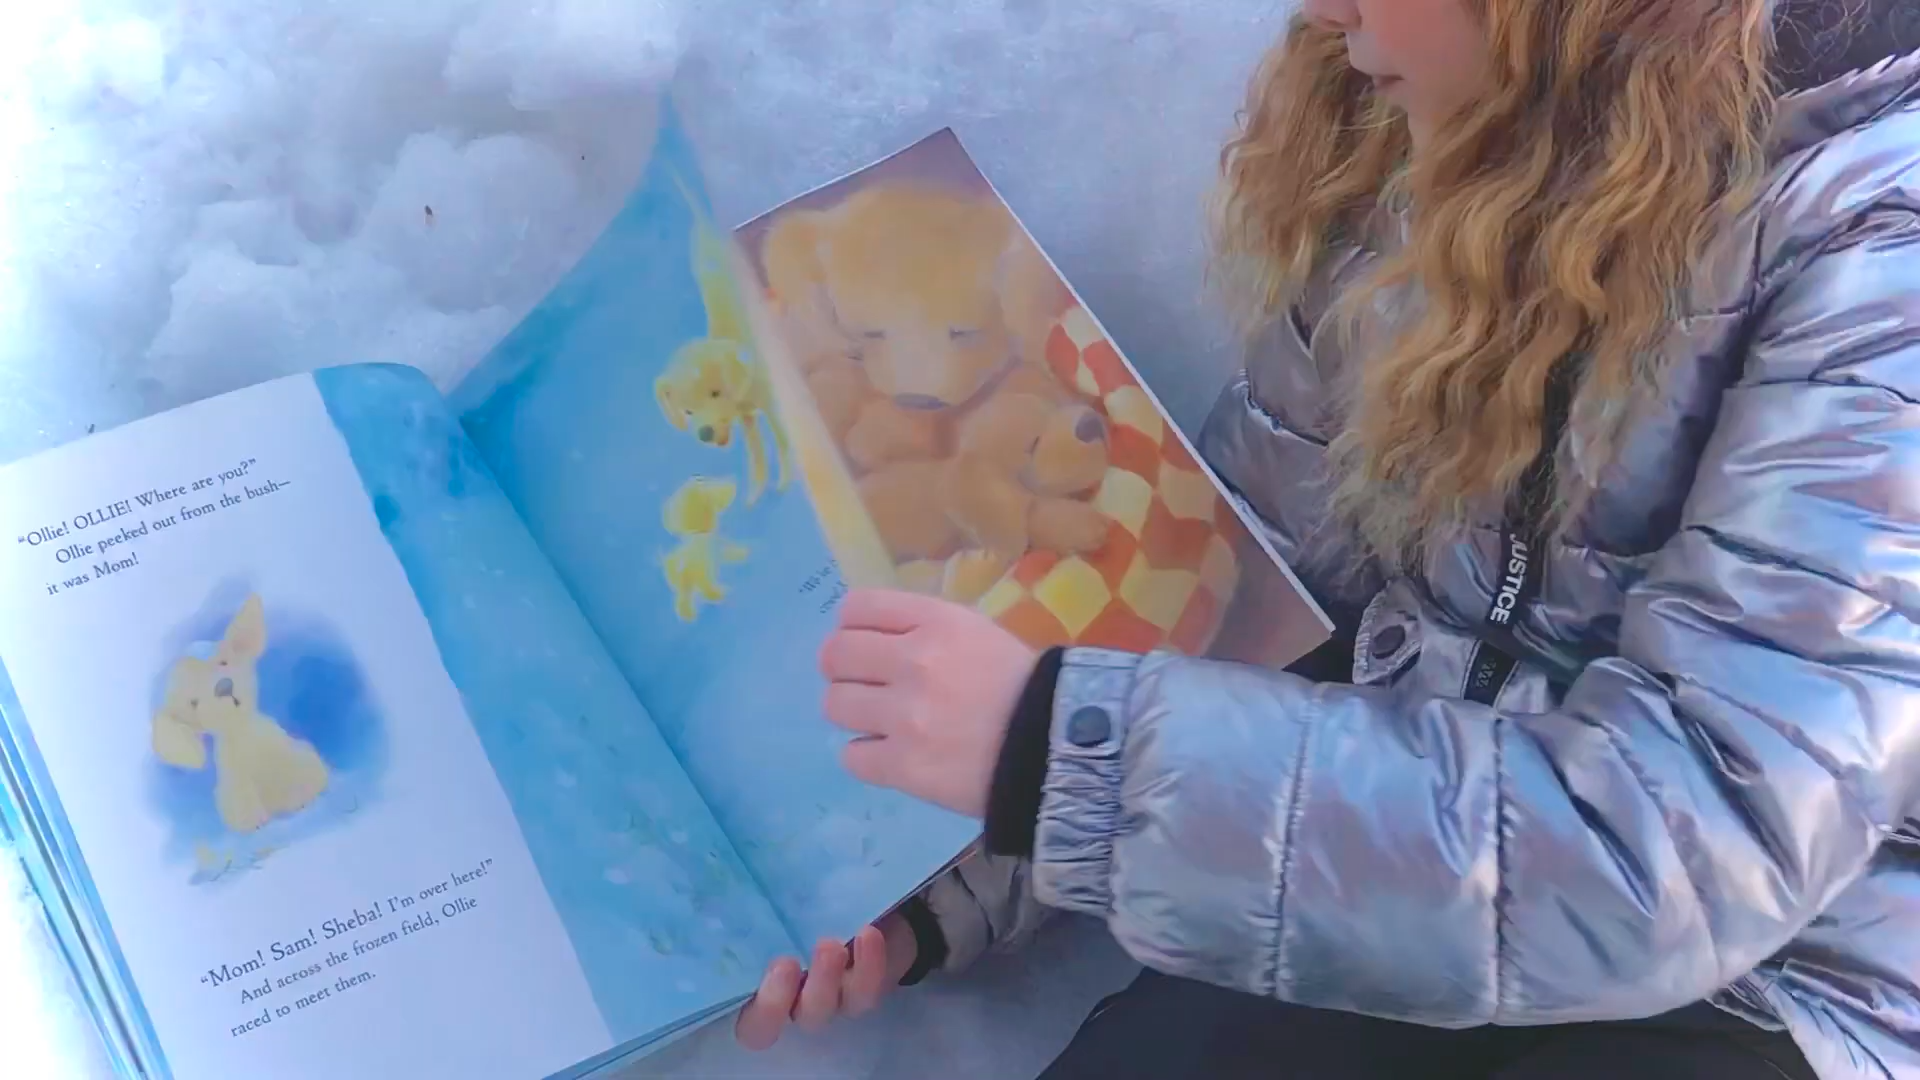 “Ollie! OLLIE! Where are you?”
Ollie peeked out from the bush—
it was Mom!
“Mom! Sam! Sheba! I’m over here!”
And across the frozen field, Ollie
raced to meet them.
JUSTICE